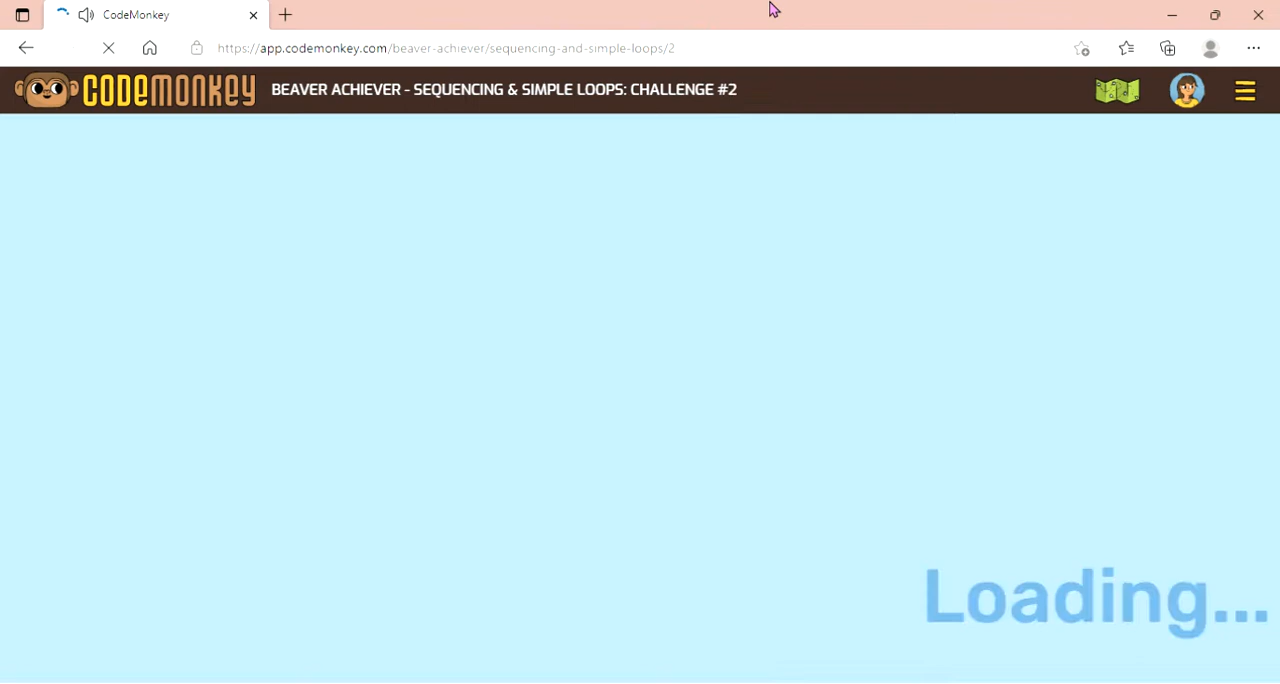 CodeMonkey
https://app.codemonkey.com/beaver-achiever/sequencing-and-simple-loops/2
CODEMONKEY BEAVER ACHIEVER - SEQUENCING & SIMPLE LOOPS: CHALLENGE #2
Loading...